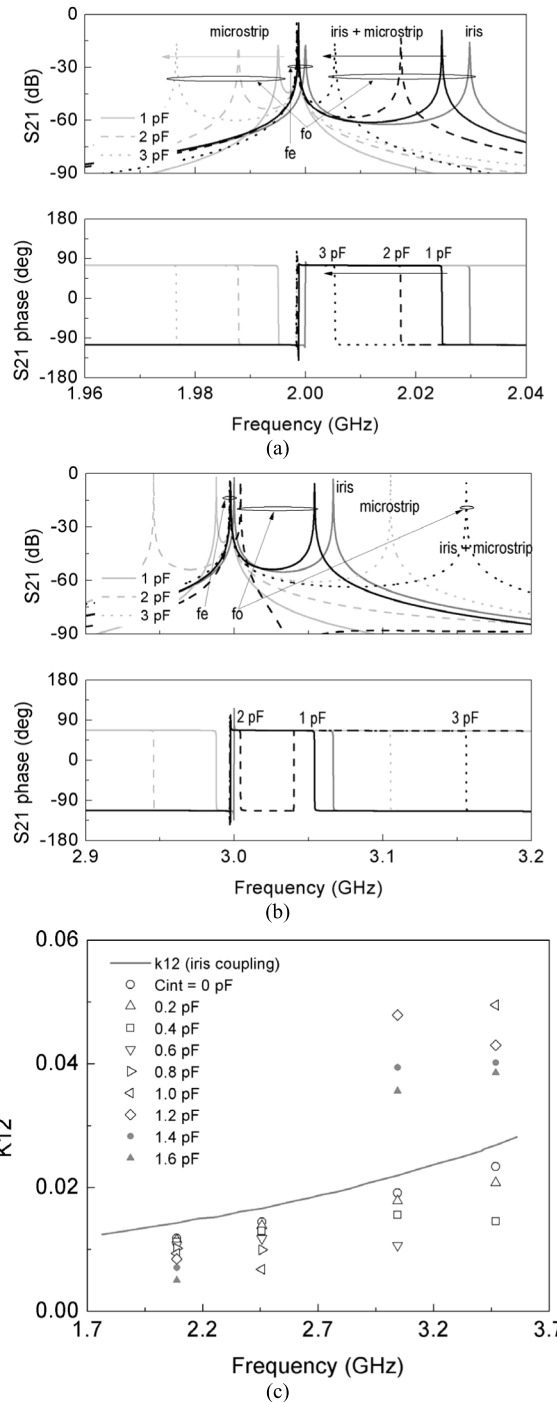 0
-30
-60
-90
S21 (dB)
microstrip
iris + microstrip
iris
1 pF
2 pF
3 pF
fo
fe
180
90
0
-90
-180
S21 phase (deg)
3 pF
2 pF
1 pF
1.96
1.98
2.00
2.02
2.04
Frequency (GHz)
(a)
0
-30
-60
-90
S21 (dB)
iris
microstrip
iris + microstrip
1 pF
2 pF
3 pF
fe
fo
180
90
0
-90
-180
S21 phase (deg)
2 pF
1 pF
3 pF
2.9
3.0
3.1
3.2
Frequency (GHz)
(b)
0.06
0.04
0.02
0.00
K12
k12 (iris coupling)
Cint = 0 pF
0.2 pF
0.4 pF
0.6 pF
0.8 pF
1.0 pF
1.2 pF
1.4 pF
1.6 pF
1.7
2.2
2.7
3.2
3.7
Frequency (GHz)
(c)